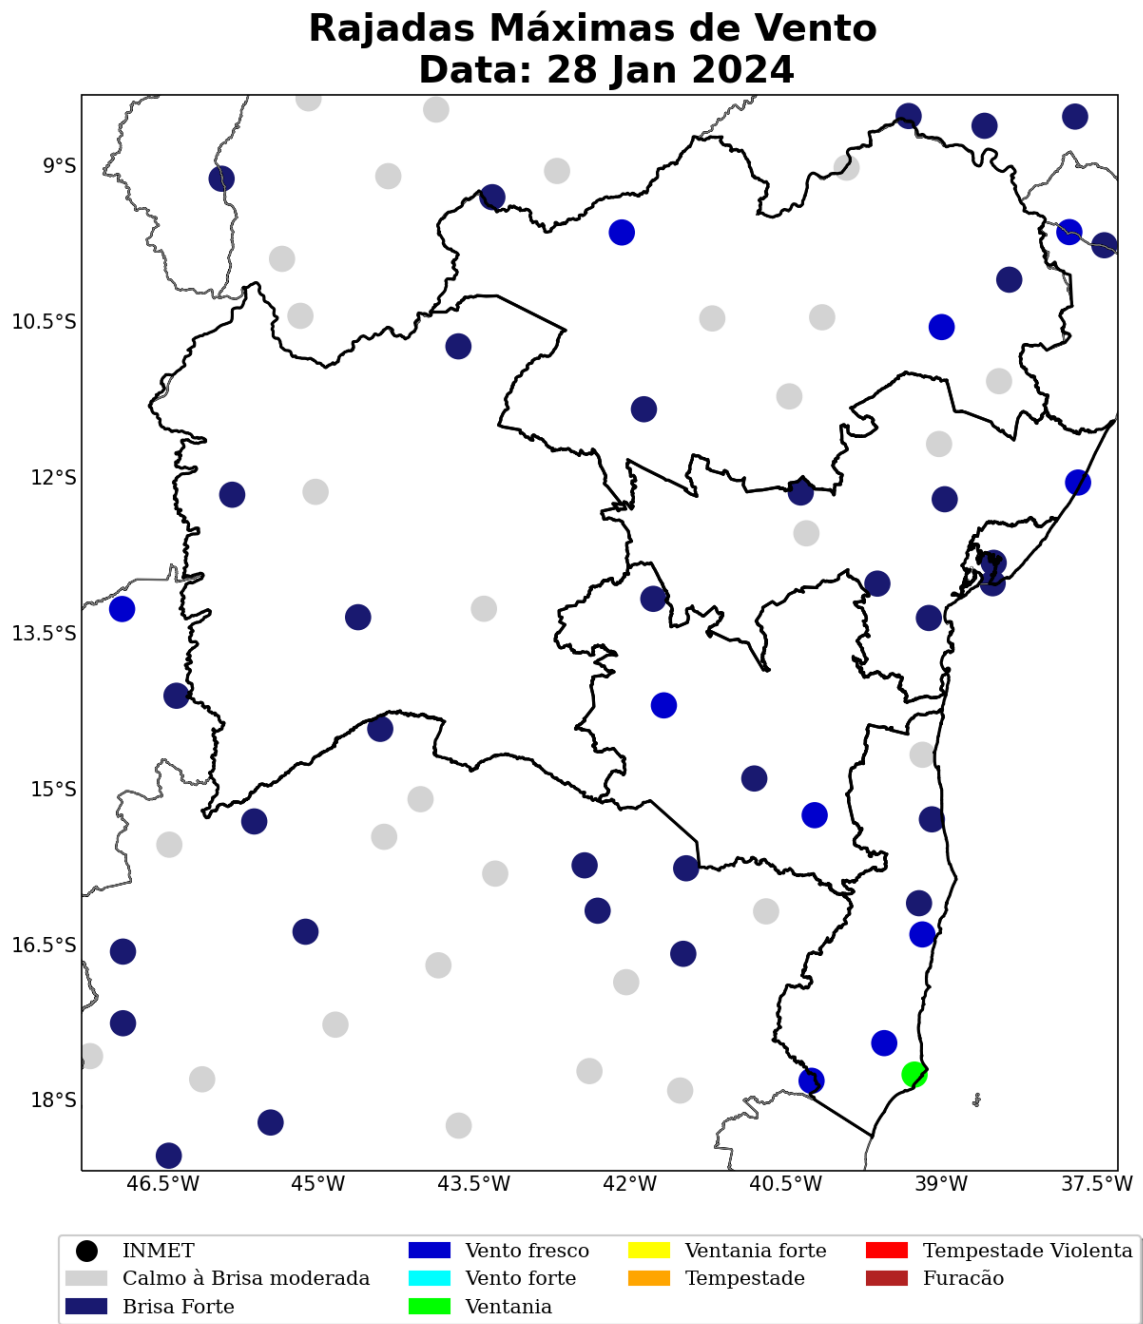 Rajadas Máximas de Vento
Data: 28 Jan 2024
9°S
10.5°S
12°S
13.5°S
15°S
16.5°S
18°S
46.5°W 45°W 43.5°W 42°W 40.5°W 39°W 37.5°W
INMET Vento fresco Ventania forte Tempestade Violenta
Calmo à Brisa moderada Vento forte Tempestade Furacão
Brisa Forte Ventania